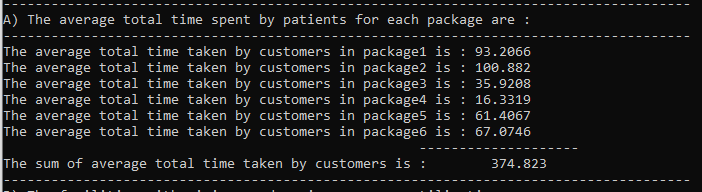 A) The average total time spent by patients for each package are :
The average total time taken by customers in package1 is : 93.2066
The average total time taken by customers in package2 is : 100.882
The average total time taken by customers in package3 is : 35.9208
The average total time taken by customers in package4 is : 16.3319
The average total time taken by customers in package5 is : 61.4067
The average total time taken by customers in package6 is : 67.0746
--------------------
The sum of average total time taken by customers is : 374.823